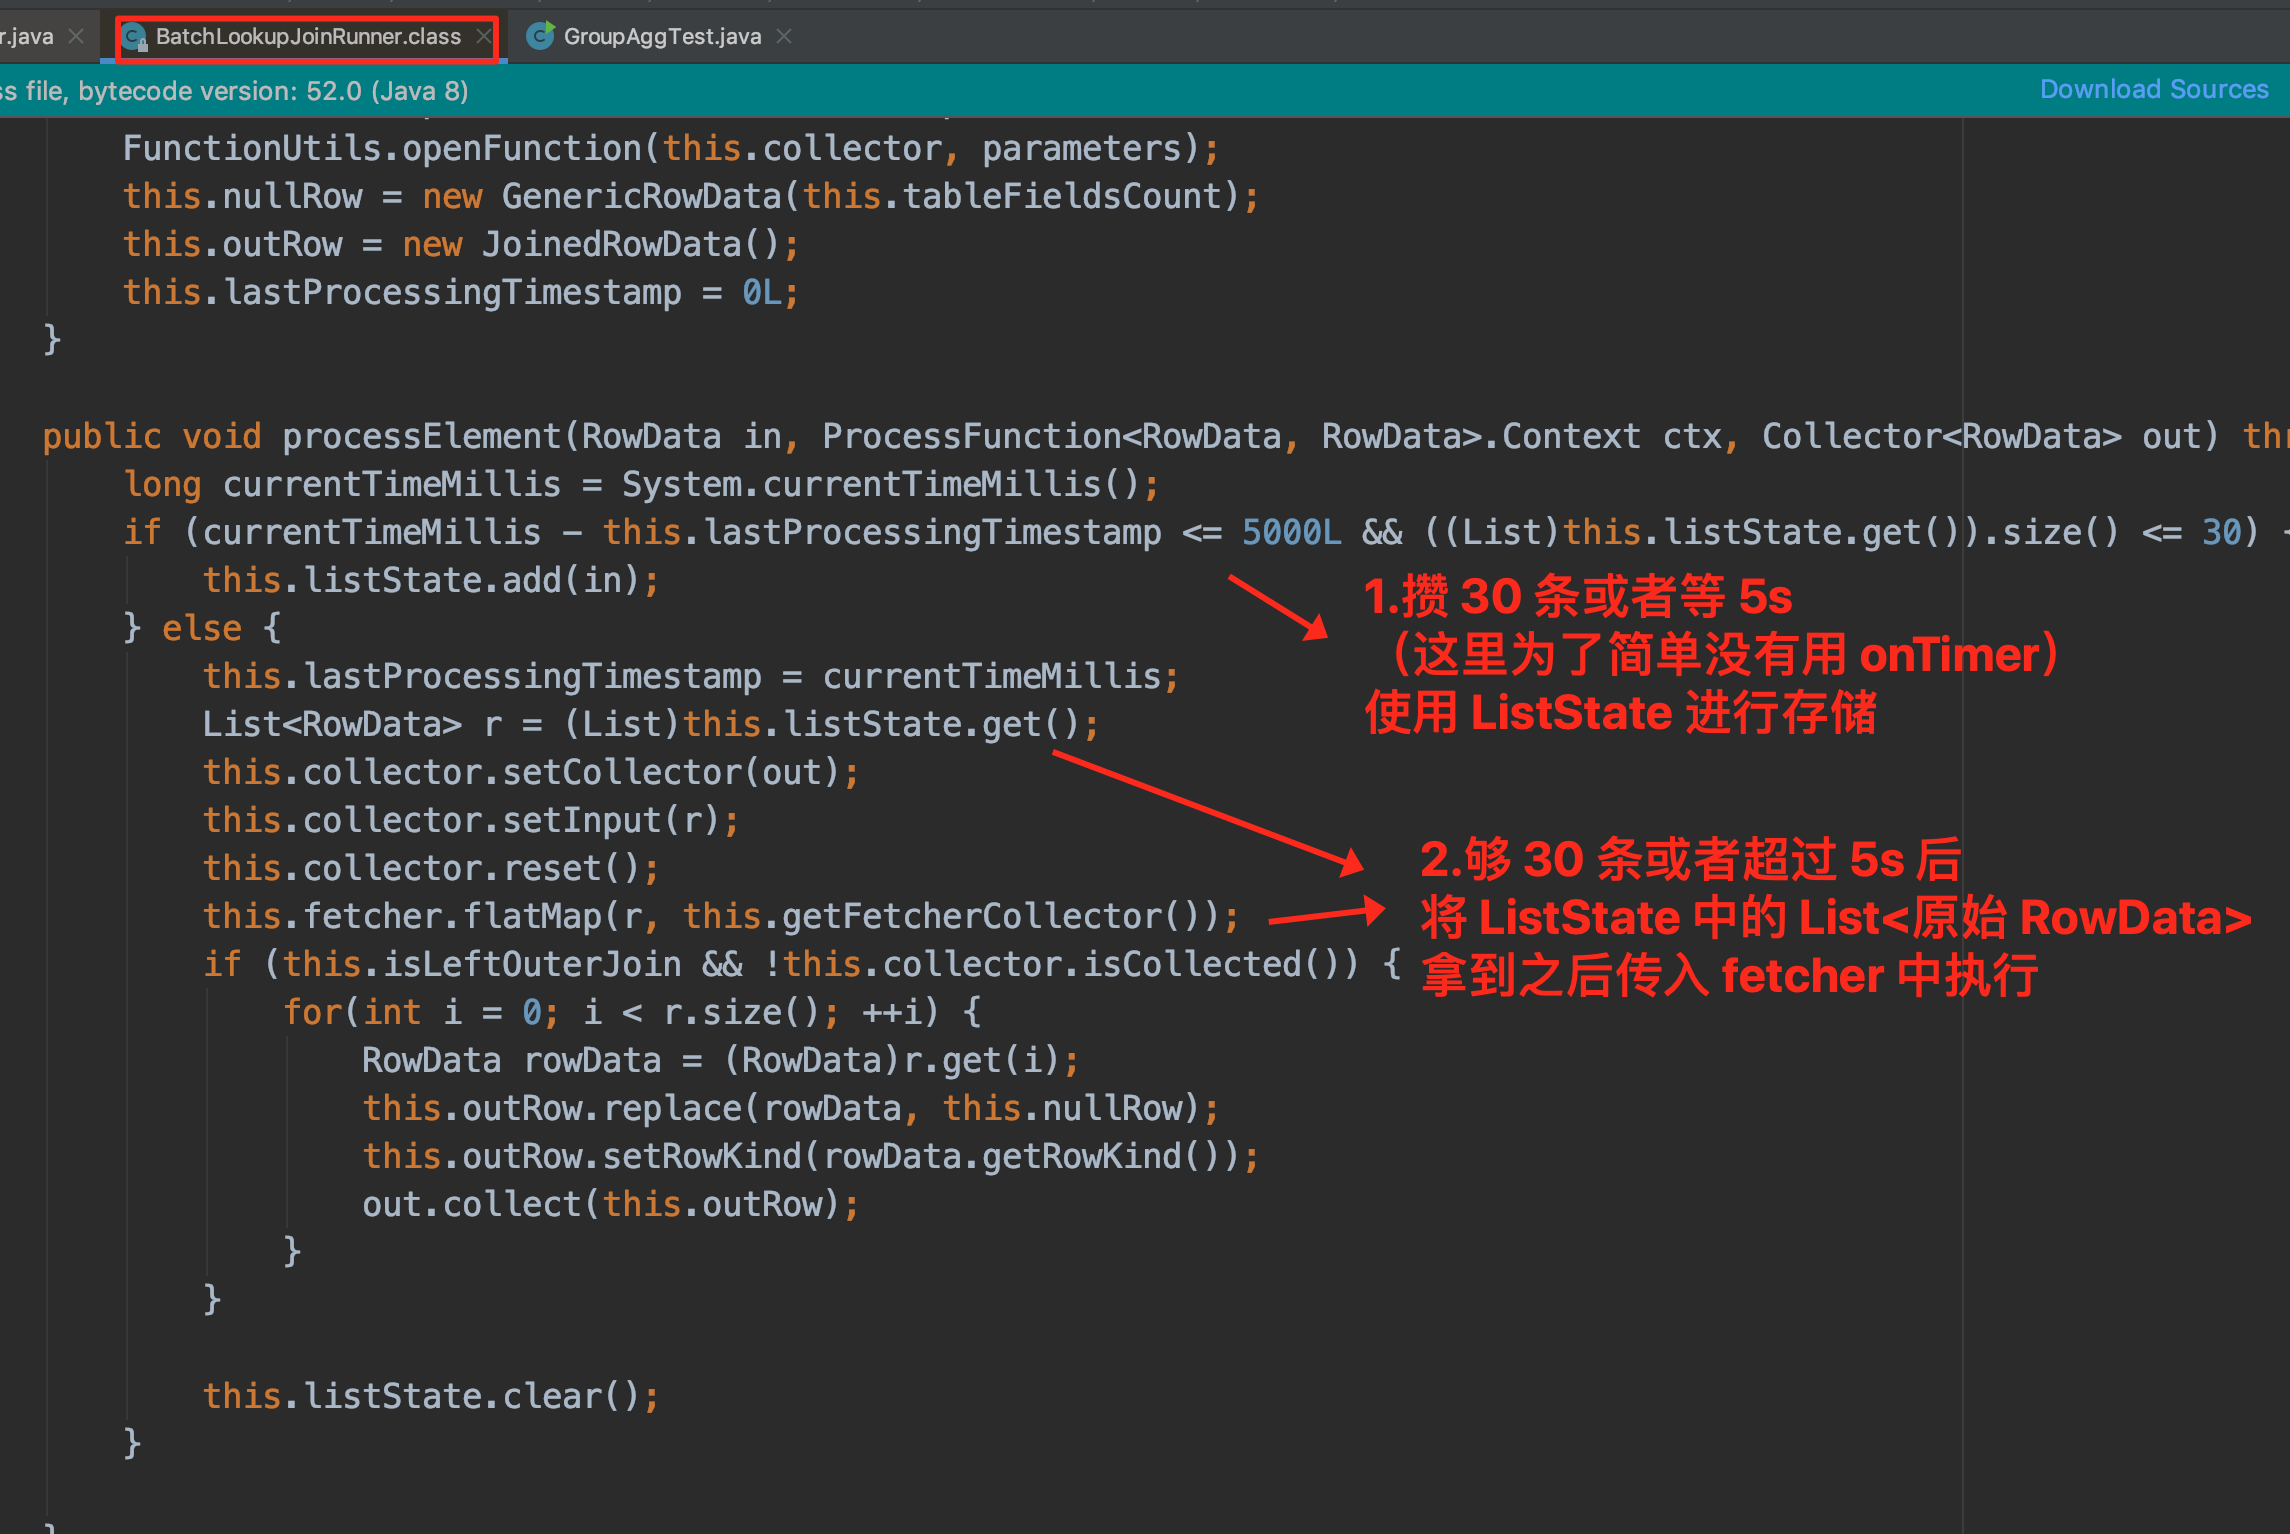 r.java
BatchLookupJoinRunner.class
GroupAggTest.java
ss file, bytecode version: 52.0 (Java 8)
Download Sources
FunctionUtils.openFunction(this.collector, parameters);
this.nullRow = new GenericRowData(this.tableFieldsCount);
this.outRow = new JoinedRowData();
this.lastProcessingTimestamp = 0L;
}
public void processElement(RowData in, ProcessFunction<RowData, RowData>.Context ctx, Collector<RowData> out) thr
long currentTimeMillis = System.currentTimeMillis();
if (currentTimeMillis - this.lastProcessingTimestamp <= 5000L && ((List)this.listState.get()).size() <= 30) {
this.listState.add(in);
} else {
this.lastProcessingTimestamp = currentTimeMillis;
List<RowData> r = (List)this.listState.get();
this.collector.setCollector(out);
this.collector.setInput(r);
this.collector.reset();
this.fetcher.flatMap(r, this.getFetcherCollector());
if (this.isLeftOuterJoin && !this.collector.isCollected()) {
for(int i = 0; i < r.size(); ++i) {
RowData rowData = (RowData)r.get(i);
this.outRow.replace(rowData, this.nullRow);
this.outRow.setRowKind(rowData.getRowKind());
out.collect(this.outRow);
}
}
this.listState.clear();
}
}
1.攒 30 条或者等 5s
（这里为了简单没有用 onTimer）
使用 ListState 进行存储
2.够 30 条或者超过 5s 后
将 ListState 中的 List<原始 RowData>
拿到之后传入 fetcher 中执行